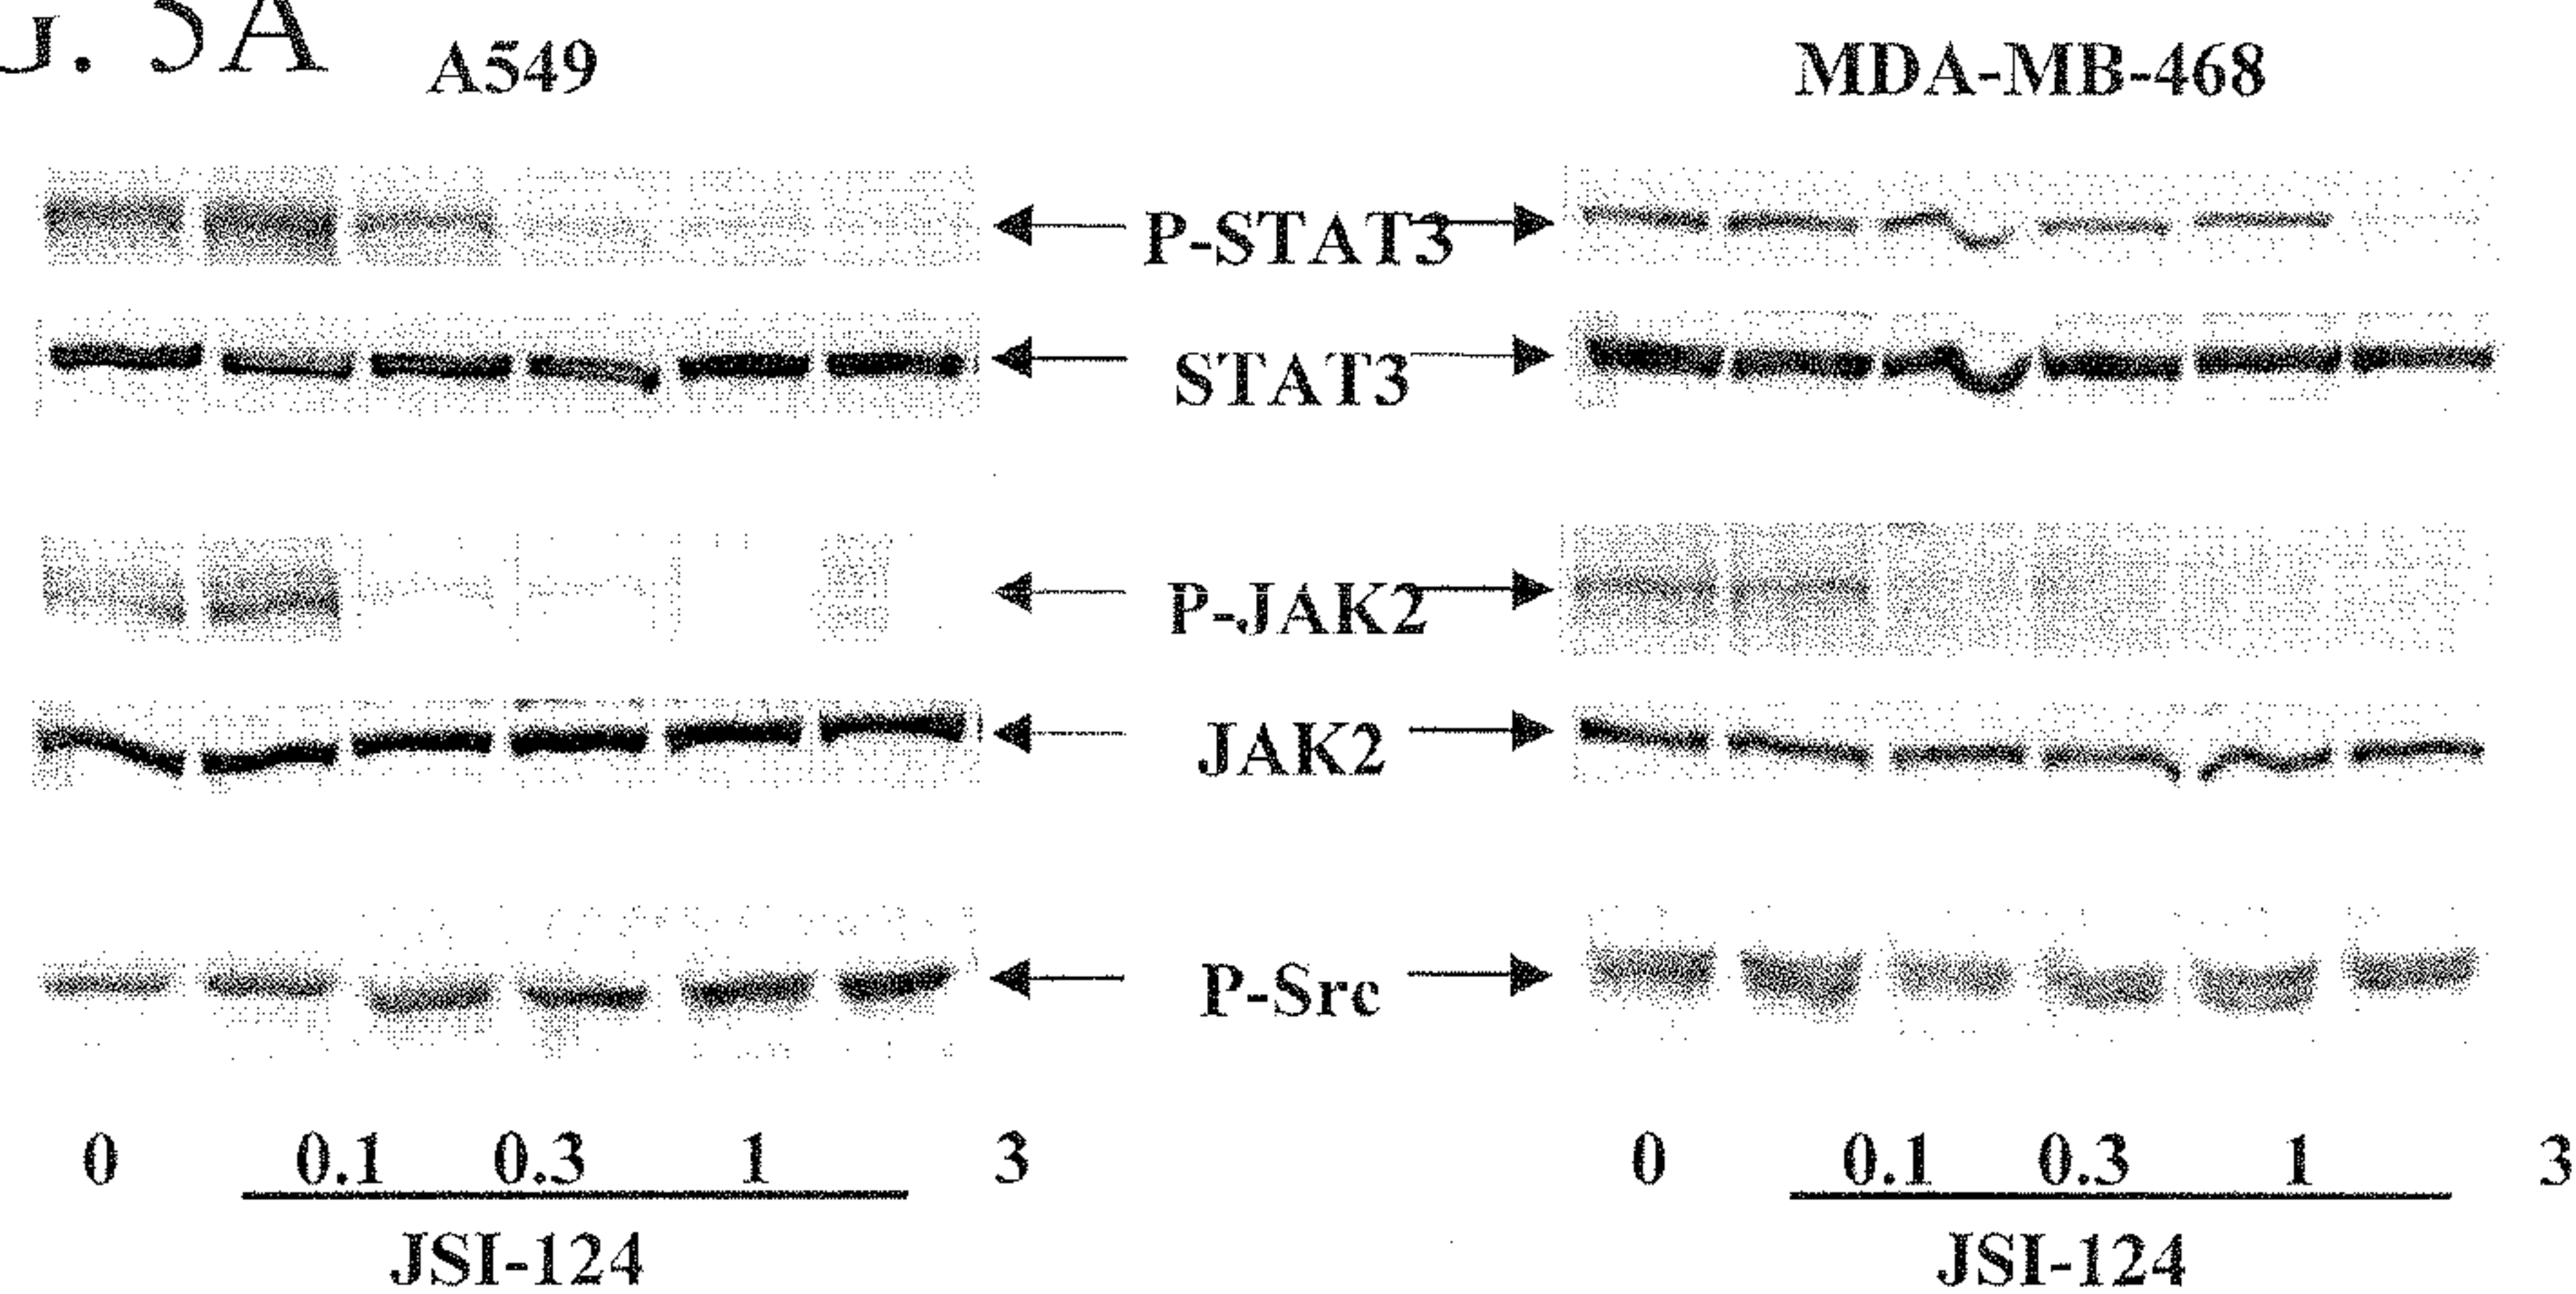 G. 5A
A549 MDA-MB-468
P-STAT3
STAT3
P-JAK2
JAK2
P-Src
0 0.1 0.3 1 3 0 0.1 0.3 1 3
JSI-124 JSI-124